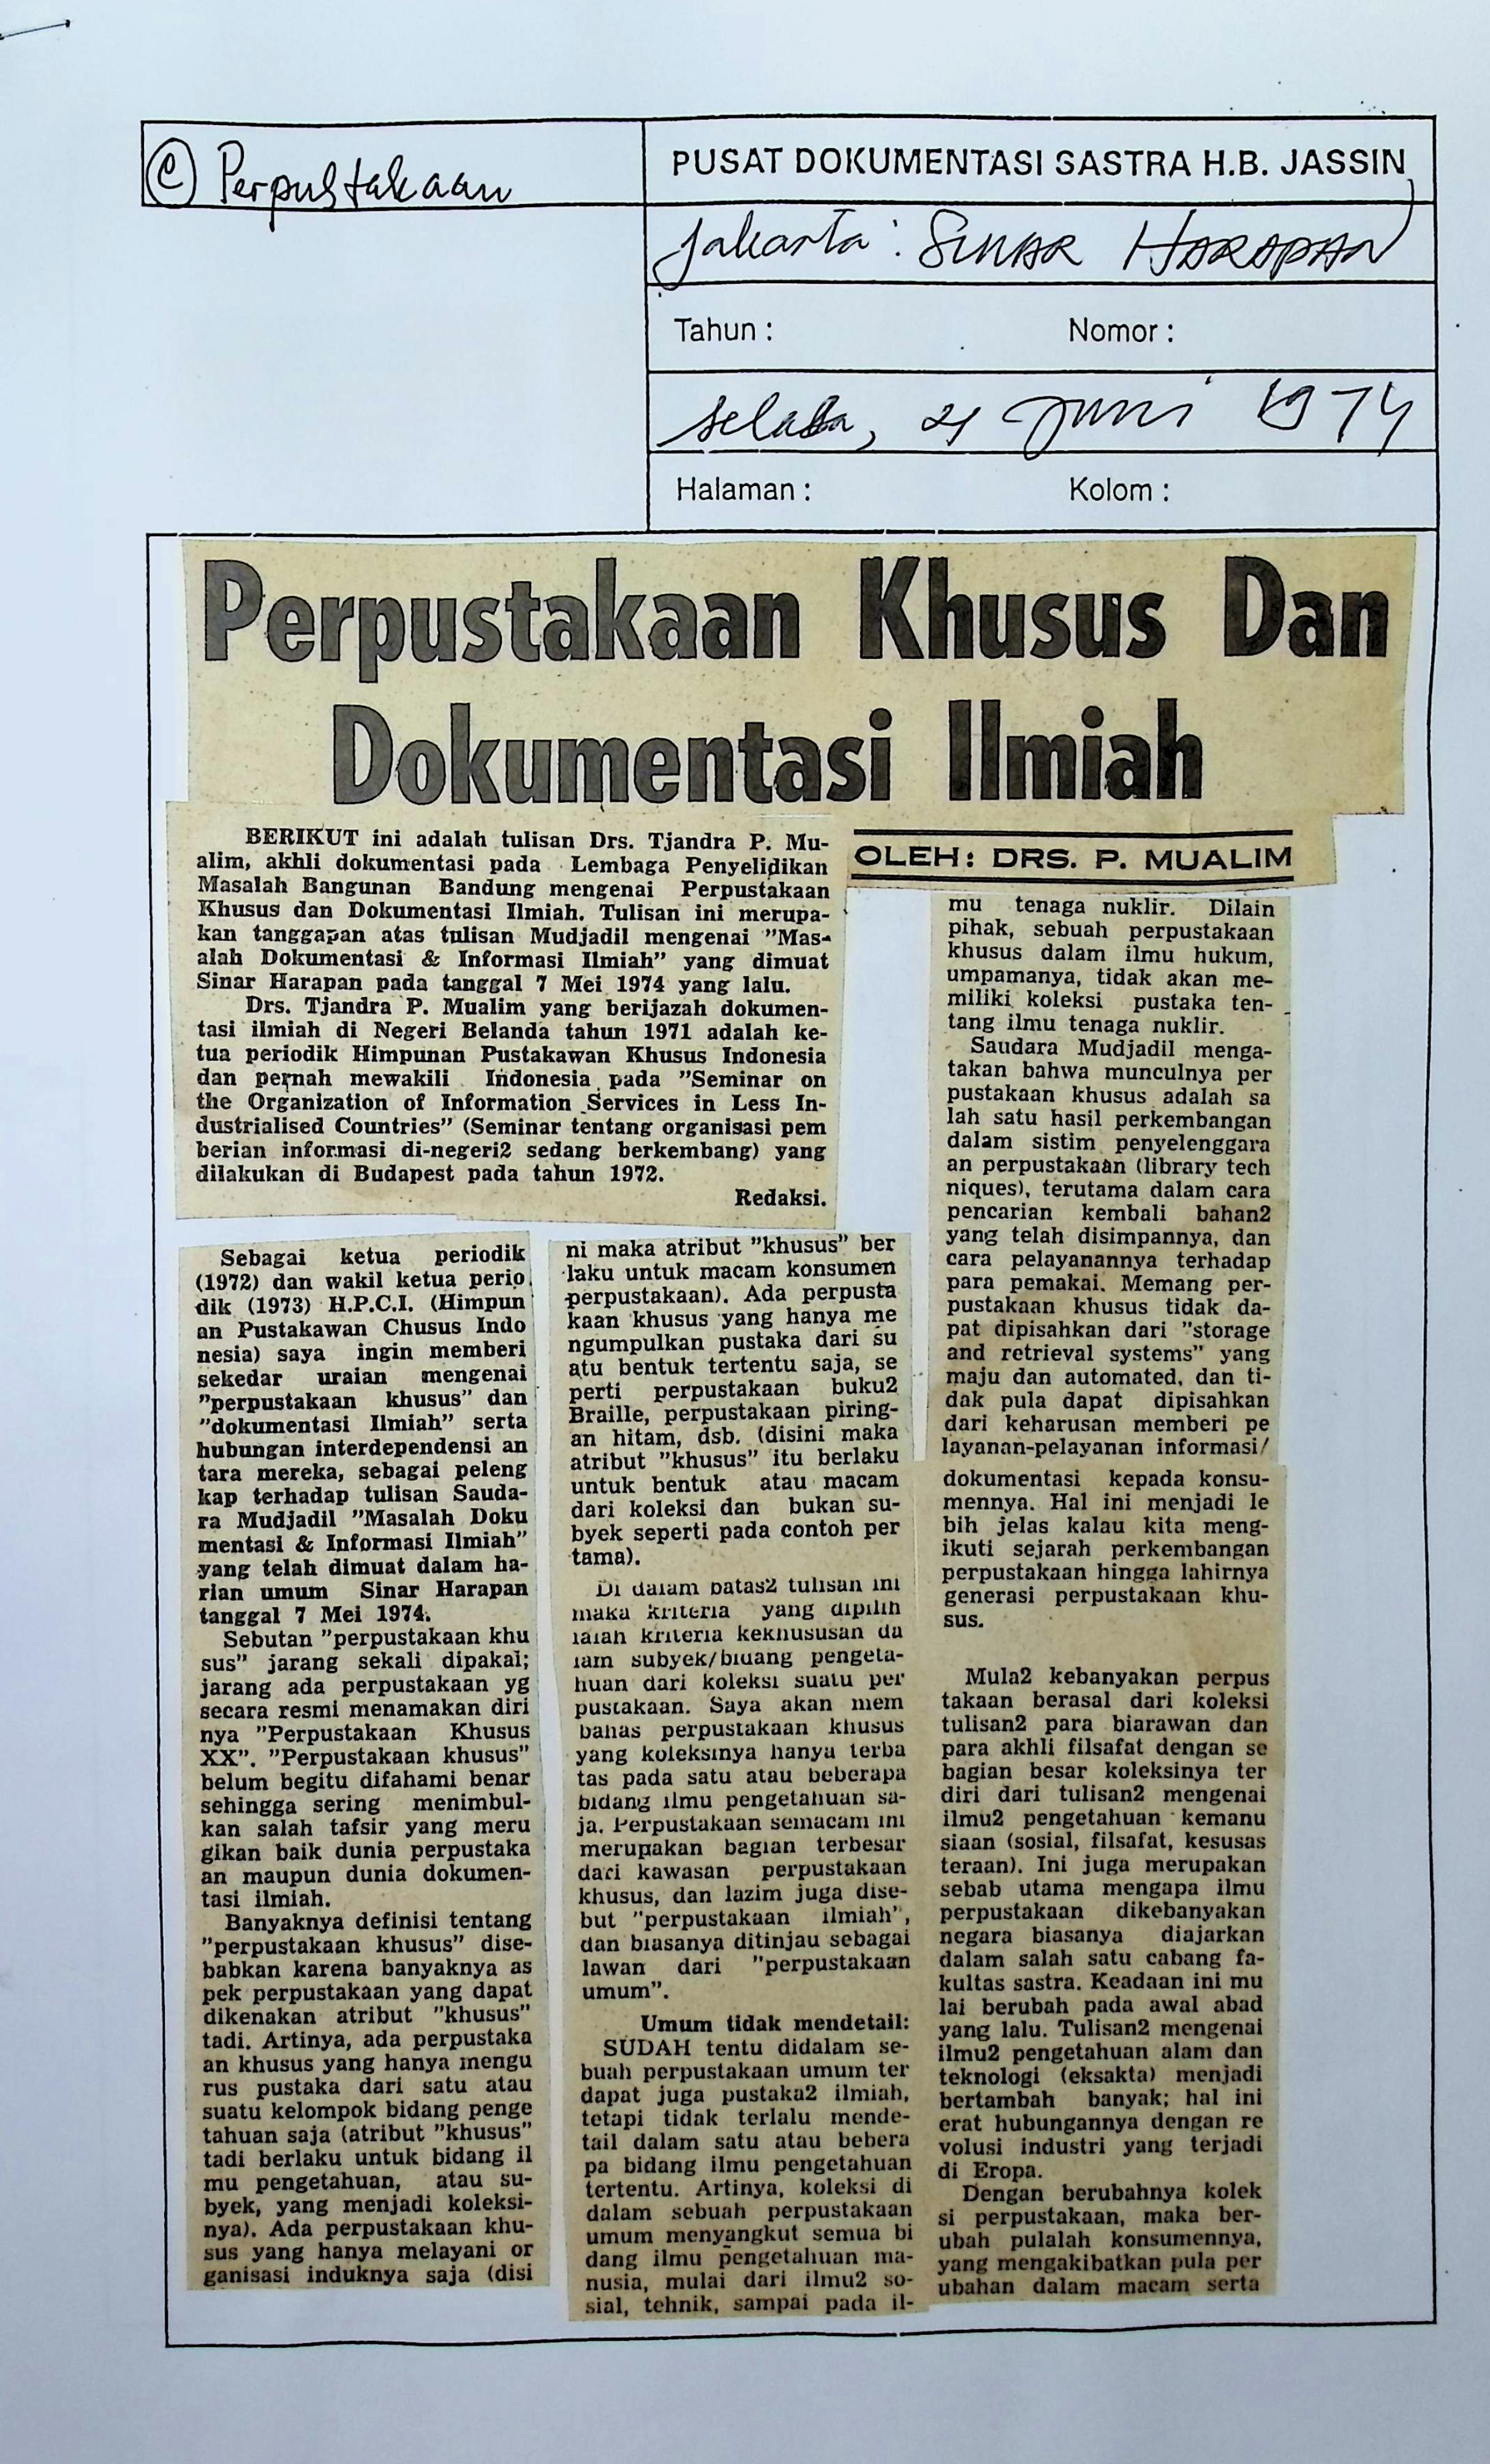 © Perpustakaan
PUSAT DOKUMENTASI SASTRA H.B. JASSIN
Jakarta: SINAR HARAPAN
Tahun : Nomor :
Selasa, 4 Juni 1974
Halaman : Kolom :
Perpustakaan Khusus Dan
Dokumentasi Ilmiah
BERIKUT ini adalah tulisan Drs. Tjandra P. Mu-
alim, akhli dokumentasi pada Lembaga Penyelidikan
Masalah Bangunan Bandung mengenai Perpustakaan
Khusus dan Dokumentasi Ilmiah. Tulisan ini merupa-
kan tanggapan atas tulisan Mudjadil mengenai "Mas-
alah Dokumentasi & Informasi Ilmiah" yang dimuat
Sinar Harapan pada tanggal 7 Mei 1974 yang lalu.
Drs. Tjandra P. Mualim yang berijazah dokumen-
tasi ilmiah di Negeri Belanda tahun 1971 adalah ke-
tua periodik Himpunan Pustakawan Khusus Indonesia
dan pernah mewakili Indonesia pada "Seminar on
the Organization of Information Services in Less In-
dustrialised Countries" (Seminar tentang organisasi pem
berian informasi di-negeri2 sedang berkembang) yang
dilakukan di Budapest pada tahun 1972.
Redaksi.
OLEH: DRS. P. MUALIM
Sebagai ketua periodik
(1972) dan wakil ketua perio
dik (1973) H.P.C.I. (Himpun
an Pustakawan Chusus Indo
nesia) saya ingin memberi
sekedar uraian mengenai
"perpustakaan khusus" dan
"dokumentasi Ilmiah" serta
hubungan interdependensi an
tara mereka, sebagai peleng
kap terhadap tulisan Sauda-
ra Mudjadil "Masalah Doku
mentasi & Informasi Ilmiah"
yang telah dimuat dalam ha-
rian umum Sinar Harapan
tanggal 7 Mei 1974.
Sebutan "perpustakaan khu
sus" jarang sekali dipakai;
jarang ada perpustakaan yg
secara resmi menamakan diri
nya "Perpustakaan Khusus
XX". "Perpustakaan khusus"
belum begitu difahami benar
sehingga sering menimbul-
kan salah tafsir yang meru
gikan baik dunia perpustaka
an maupun dunia dokumen-
tasi ilmiah.
Banyaknya definisi tentang
"perpustakaan khusus" dise-
babkan karena banyaknya as
pek perpustakaan yang dapat
dikenakan atribut "khusus"
tadi. Artinya, ada perpustaka
an khusus yang hanya mengu
rus pustaka dari satu atau
suatu kelompok bidang penge
tahuan saja (atribut "khusus"
tadi berlaku untuk bidang il
mu pengetahuan, atau su-
byek, yang menjadi koleksi-
nya). Ada perpustakaan khu-
sus yang hanya melayani or
ganisasi induknya saja (disi
ni maka atribut "khusus" ber
laku untuk macam konsumen
perpustakaan). Ada perpusta
kaan khusus yang hanya me
ngumpulkan pustaka dari su
atu bentuk tertentu saja, se
perti perpustakaan buku2
Braille, perpustakaan piring-
an hitam, dsb. (disini maka
atribut "khusus" itu berlaku
untuk bentuk atau macam
dari koleksi dan bukan su-
byek seperti pada contoh per
tama).
Di dalam batas2 tulisan ini
maka kriteria yang dipilih
ialah kriteria kekhususan da
lam subyek/bidang pengeta-
huan dari koleksi suatu per
pustakaan. Saya akan mem
bahas perpustakaan khusus
yang koleksinya hanya terba
tas pada satu atau beberapa
bidang ilmu pengetahuan sa-
ja. Perpustakaan semacam ini
merupakan bagian terbesar
dari kawasan perpustakaan
khusus, dan lazim juga dise-
but "perpustakaan ilmiah",
dan biasanya ditinjau sebagai
lawan dari "perpustakaan
umum".
Umum tidak mendetail:
SUDAH tentu didalam se-
buah perpustakaan umum ter
dapat juga pustaka2 ilmiah,
tetapi tidak terlalu mende-
tail dalam satu atau bebera
pa bidang ilmu pengetahuan
tertentu. Artinya, koleksi di
dalam sebuah perpustakaan
umum menyangkut semua bi
dang ilmu pengetahuan ma-
nusia, mulai dari ilmu2 so-
sial, tehnik, sampai pada il-
mu tenaga nuklir. Dilain
pihak, sebuah perpustakaan
khusus dalam ilmu hukum,
umpamanya, tidak akan me-
miliki koleksi pustaka ten-
tang ilmu tenaga nuklir.
Saudara Mudjadil menga-
takan bahwa munculnya per
pustakaan khusus adalah sa
lah satu hasil perkembangan
dalam sistim penyelenggara
an perpustakaan (library tech
niques), terutama dalam cara
pencarian kembali bahan2
yang telah disimpannya, dan
cara pelayanannya terhadap
para pemakai. Memang per-
pustakaan khusus tidak da-
pat dipisahkan dari "storage
and retrieval systems" yang
maju dan automated, dan ti-
dak pula dapat dipisahkan
dari keharusan memberi pe
layanan-pelayanan informasi/
dokumentasi kepada konsu-
mennya. Hal ini menjadi le
bih jelas kalau kita meng-
ikuti sejarah perkembangan
perpustakaan hingga lahirnya
generasi perpustakaan khu-
sus.
Mula2 kebanyakan perpus
takaan berasal dari koleksi
tulisan2 para biarawan dan
para akhli filsafat dengan se
bagian besar koleksinya ter
diri dari tulisan2 mengenai
ilmu2 pengetahuan kemanu
siaan (sosial, filsafat, kesusas
teraan). Ini juga merupakan
sebab utama mengapa ilmu
perpustakaan dikebanyakan
negara biasanya diajarkan
dalam salah satu cabang fa-
kultas sastra. Keadaan ini mu
lai berubah pada awal abad
yang lalu. Tulisan2 mengenai
ilmu2 pengetahuan alam dan
teknologi (eksakta) menjadi
bertambah banyak; hal ini
erat hubungannya dengan re
volusi industri yang terjadi
di Eropa.
Dengan berubahnya kolek
si perpustakaan, maka ber-
ubah pulalah konsumennya,
yang mengakibatkan pula per
ubahan dalam macam serta